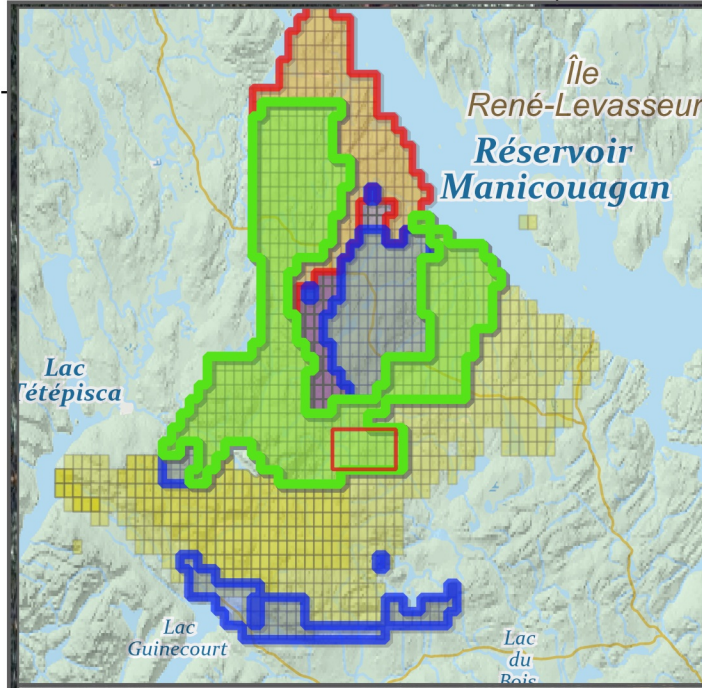 Île
René-Levasseur
Réservoir
Manicouagan
Lac
Tétépisca
Lac
Guinecourt
Lac
du
Bois